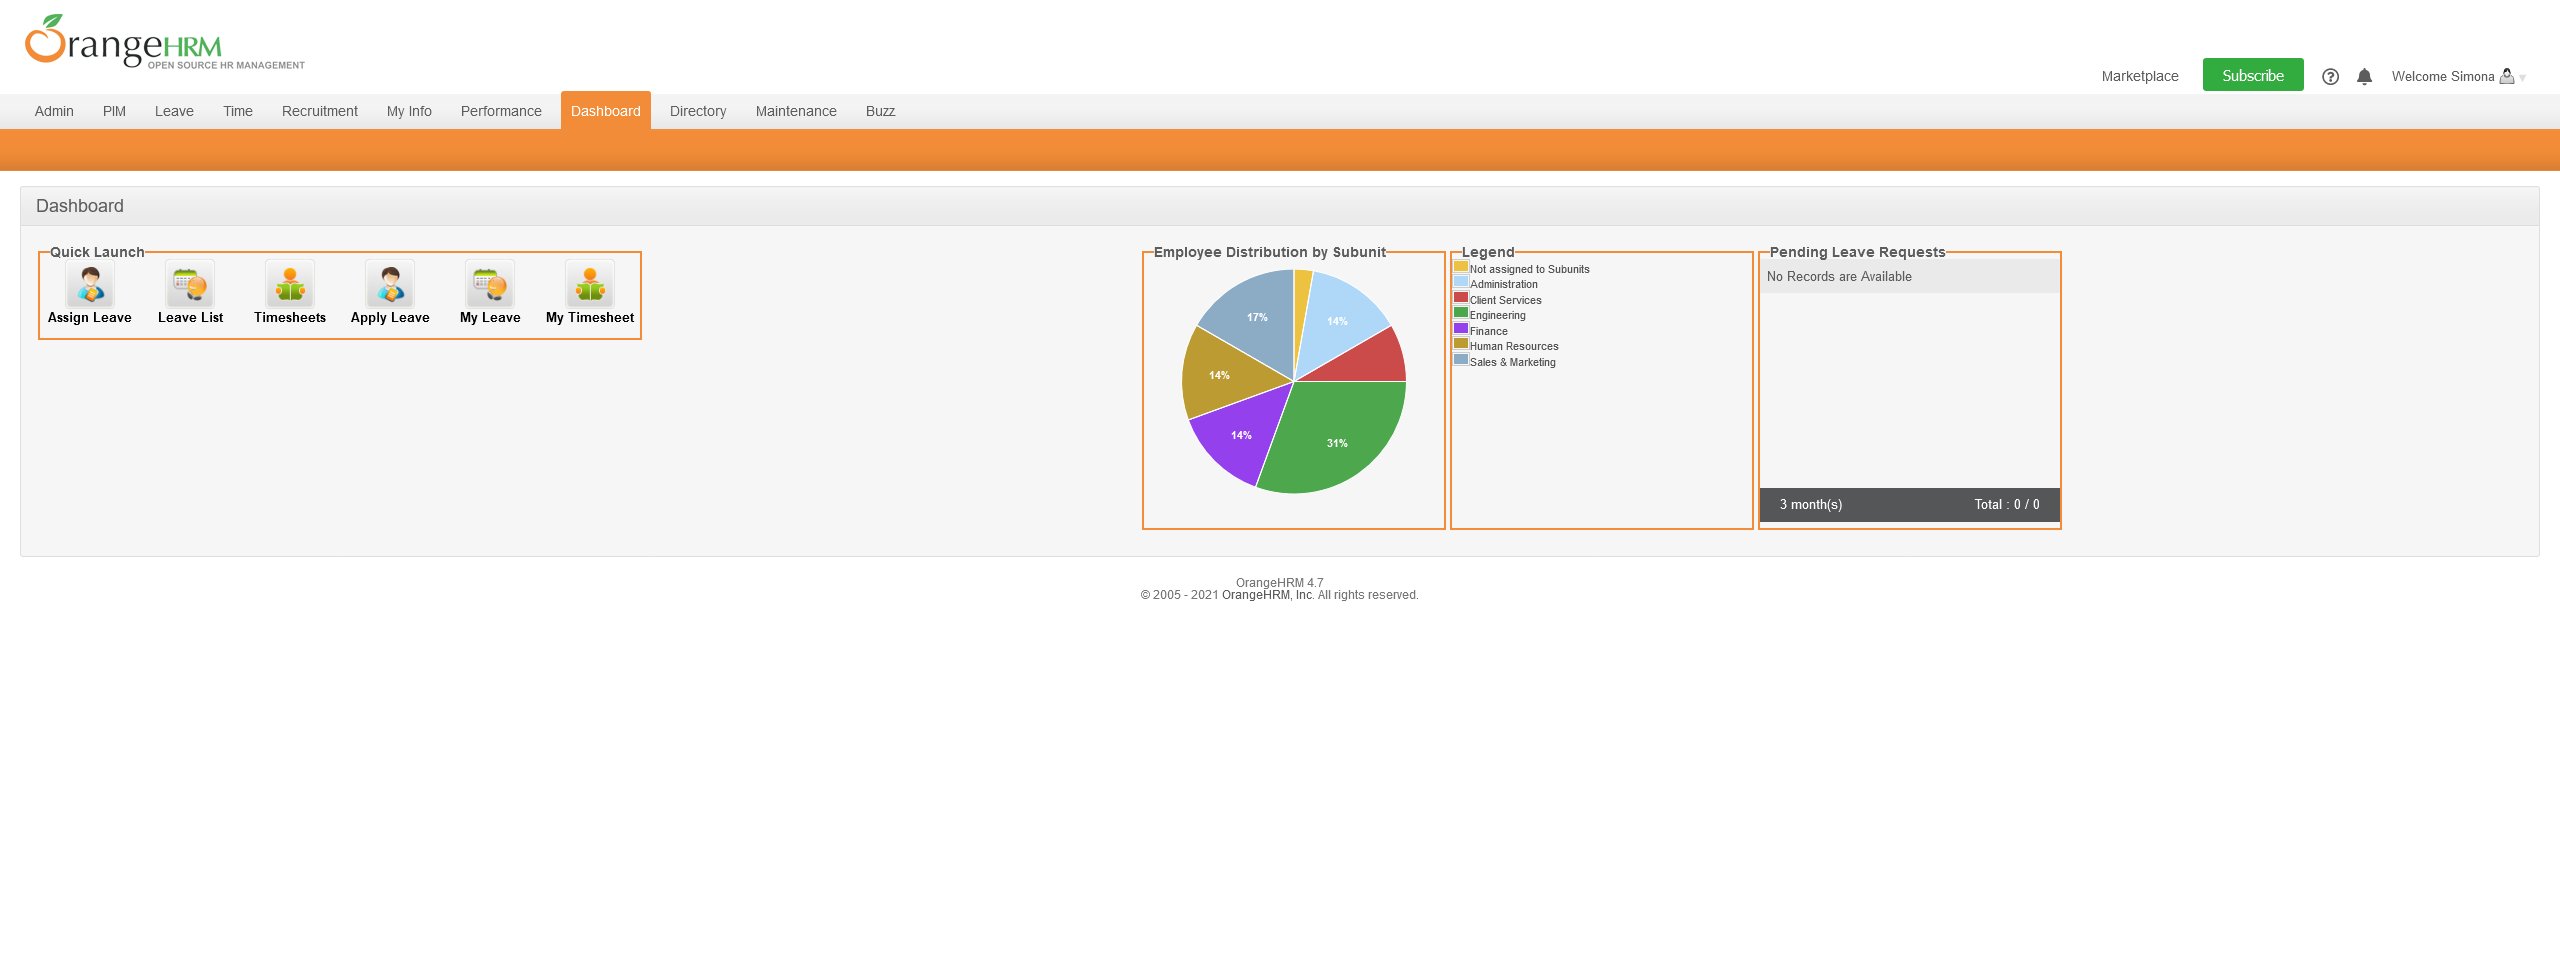 OrangeHRM
OPEN SOURCE HR MANAGEMENT
Marketplace Subscribe Welcome Simona
Admin PIM Leave Time Recruitment My Info Performance Dashboard Directory Maintenance Buzz
Dashboard
Quick Launch
Assign Leave Leave List Timesheets Apply Leave My Leave My Timesheet
Employee Distribution by Subunit
17%
14%
14%
14%
31%
Legend
Not assigned to Subunits
Administration
Client Services
Engineering
Finance
Human Resources
Sales & Marketing
Pending Leave Requests
No Records are Available
3 month(s) Total : 0 / 0
OrangeHRM 4.7
© 2005 - 2021 OrangeHRM, Inc. All rights reserved.